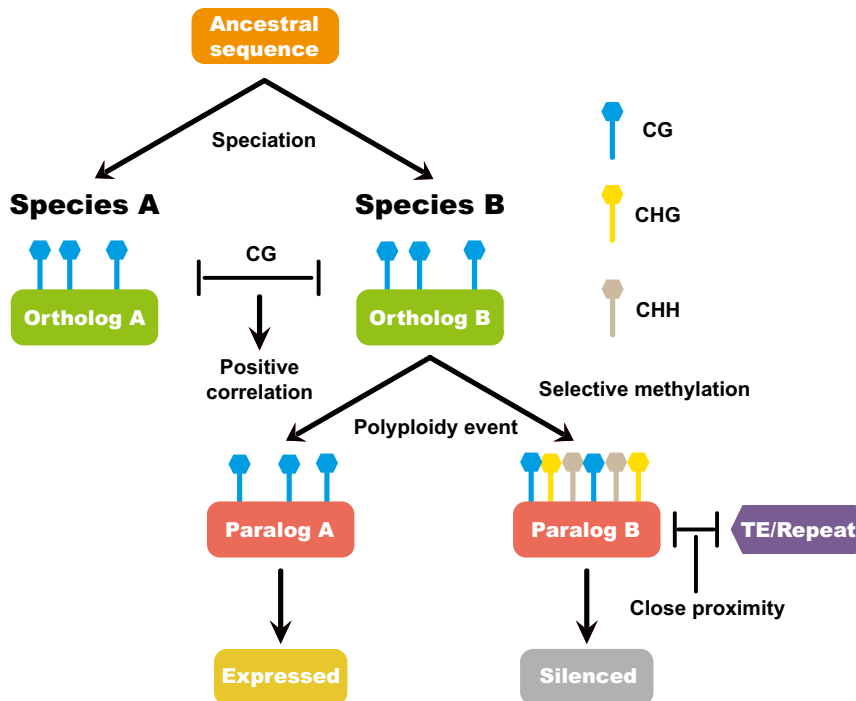 Ancestral
sequence
Speciation
CG
CHG
CHH
Species A
Species B
CG
Ortholog A
Ortholog B
Positive
correlation
Selective methylation
Polyploidy event
Paralog A
Paralog B
TE/Repeat
Close proximity
Expressed
Silenced